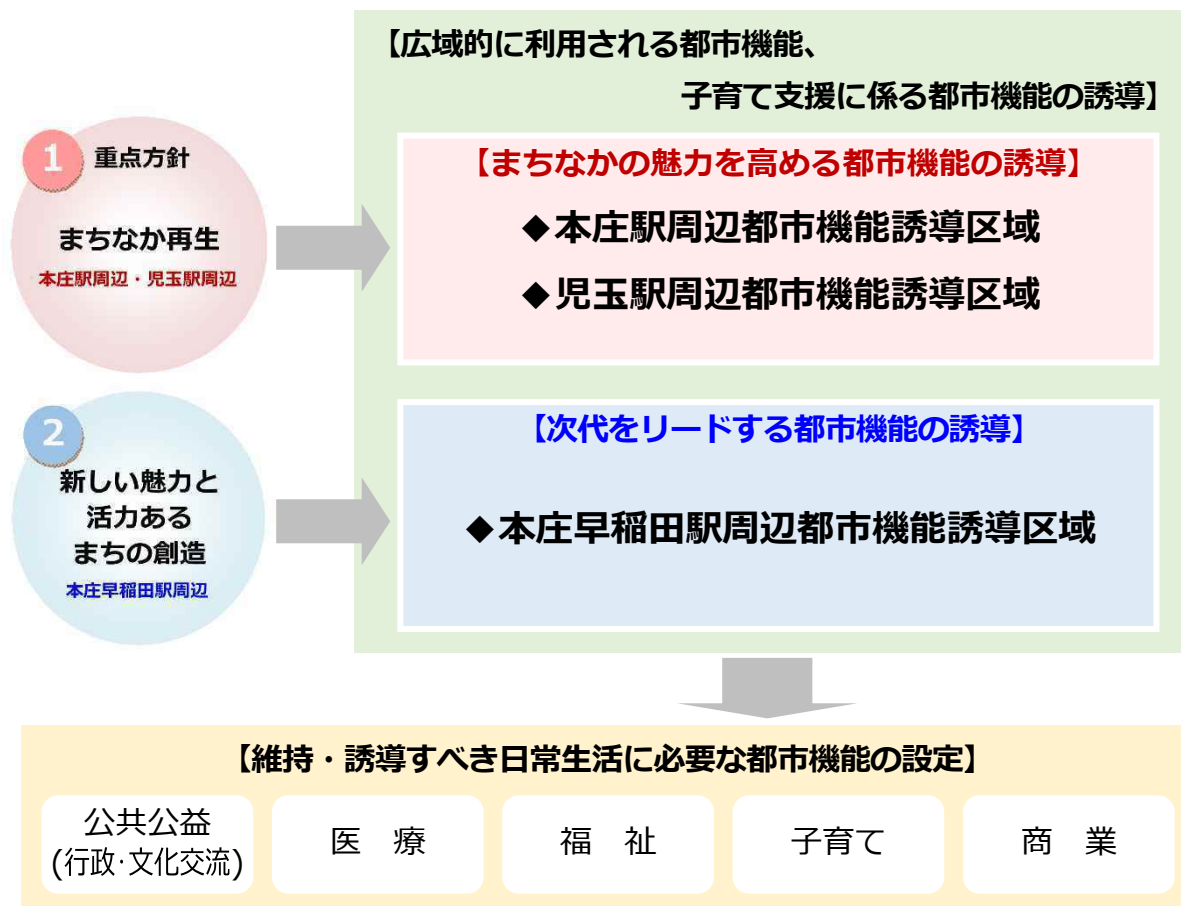 【広域的に利用される都市機能、
子育て支援に係る都市機能の誘導】
1
重点方針
まちなか再生
本庄駅周辺・児玉駅周辺
【まちなかの魅力を高める都市機能の誘導】
◆本庄駅周辺都市機能誘導区域
◆児玉駅周辺都市機能誘導区域
2
新しい魅力と
活力ある
まちの創造
本庄早稲田駅周辺
【次代をリードする都市機能の誘導】
◆本庄早稲田駅周辺都市機能誘導区域
【維持・誘導すべき日常生活に必要な都市機能の設定】
公共公益
(行政・文化交流)
医　療
福　祉
子育て
商　業